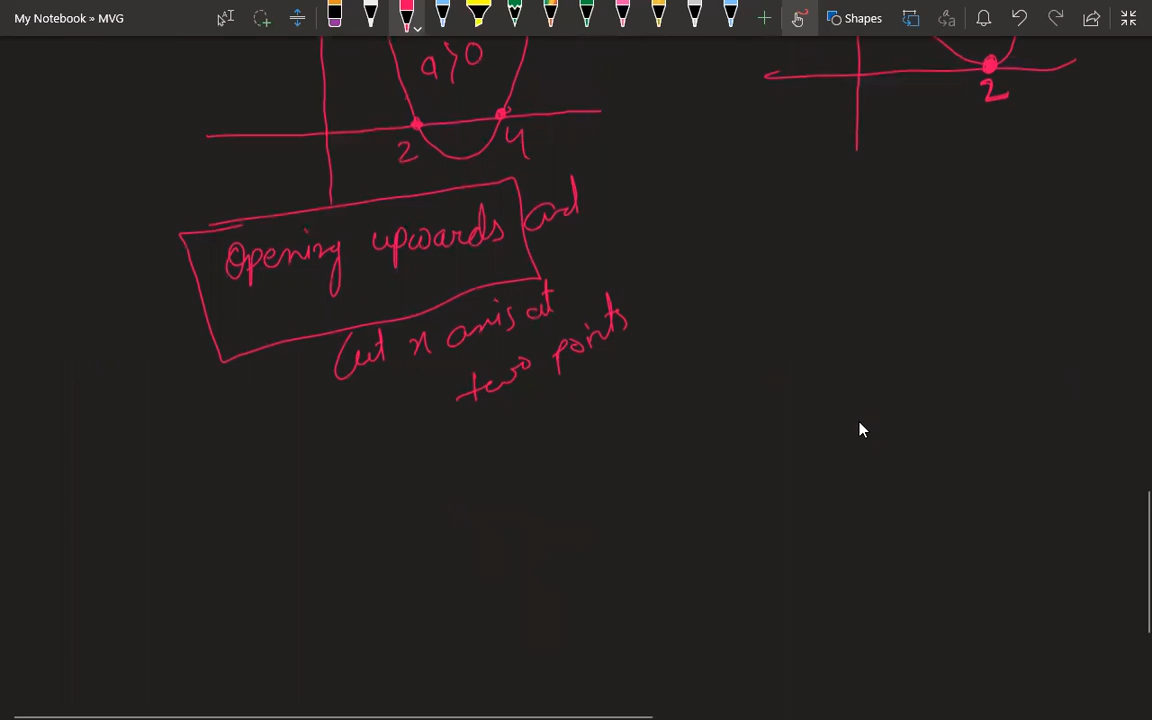 My Notebook » MVG
Shapes
a>0
2
4
2
Opening upwards and
Cut x axis at
two points